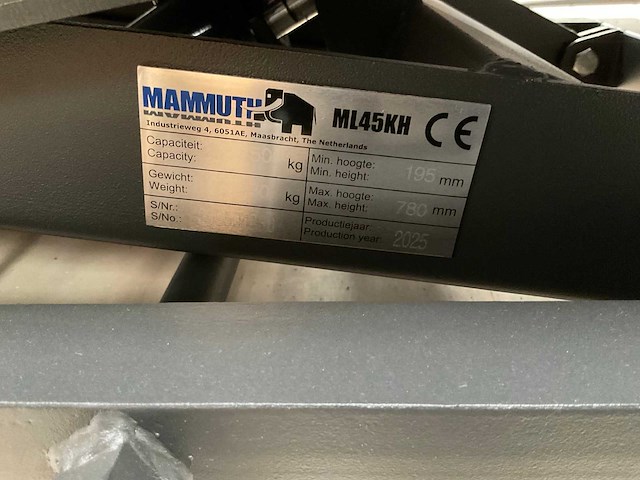 MAMMUTH ML45KH CE
Industrieweg 4, 6051AE, Maasbracht, The Netherlands
Capaciteit:
Capacity: kg
Min. hoogte:
Min. height: 195 mm
Gewicht:
Weight: kg
Max. hoogte:
Max. height: 780 mm
S/Nr.:
S/No.:
Productiejaar:
Production year: 2025